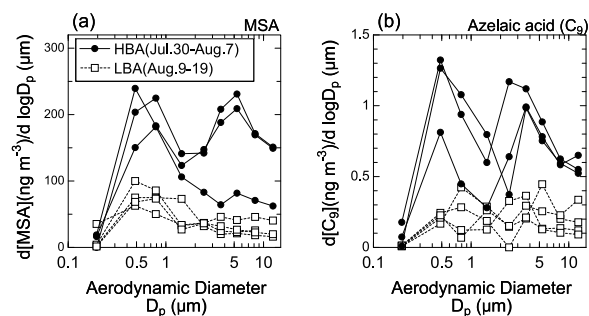 (a)
MSA
HBA(Jul.30-Aug.7)
LBA(Aug.9-19)
d[MSA](ng m⁻³)/d logDₚ (µm)
300
200
100
0
0.1
0.5
1
5
10
Aerodynamic Diameter
Dₚ (µm)
(b)
Azelaic acid (C₉)
d[C₉](ng m⁻³)/d logDₚ (µm)
1.5
1
0.5
0
0.1
0.5
1
5
10
Aerodynamic Diameter
Dₚ (µm)